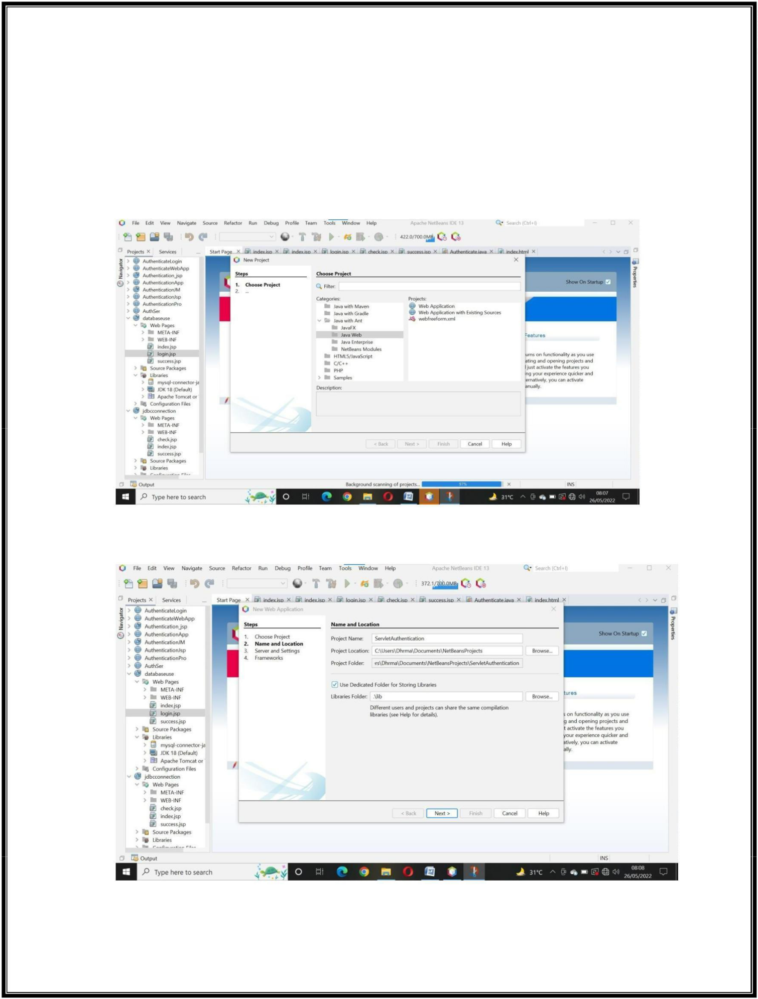 File Edit View Navigate Source Refactor Run Debug Profile Team Tools Window Help Apache NetBeans IDE 13 Search (Ctrl+I)
422.0/700.0MB
Projects Services Start Page index.jsp index.jsp login.jsp check.jsp success.jsp Authenticate.java index.html
Navigator
Properties
AuthenticateLogin
AuthenticateWebApp
Authentication_jsp
AuthenticationApp
AuthenticationJM
AuthenticationJsp
AuthenticationPro
AuthSer
databaseuse
Web Pages
META-INF
WEB-INF
index.jsp
login.jsp
success.jsp
Source Packages
Libraries
mysql-connector-ja
JDK 18 (Default)
Apache Tomcat or
Configuration Files
jdbcconnection
Web Pages
META-INF
WEB-INF
check.jsp
index.jsp
success.jsp
Source Packages
Libraries
Configuration Files
New Project
Steps
1. Choose Project
2. ...
Choose Project
Filter:
Categories:
Java with Maven
Java with Gradle
Java with Ant
JavaFX
Java Web
Java Enterprise
NetBeans Modules
HTML5/JavaScript
C/C++
PHP
Samples
Projects:
Web Application
Web Application with Existing Sources
webfreeform.xml
Description:
< Back Next > Finish Cancel Help
Show On Startup
Features
urns on functionality as you use
ating and opening projects and
just activate the features you
ng your experience quicker and
ernatively, you can activate
anually.
Output Background scanning of projects... 97% INS
Type here to search 31°C 08:07
26/05/2022
File Edit View Navigate Source Refactor Run Debug Profile Team Tools Window Help Apache NetBeans IDE 13 Search (Ctrl+I)
372.1/700.0MB
Projects Services Start Page index.jsp index.jsp login.jsp check.jsp success.jsp Authenticate.java index.html
Navigator
Properties
AuthenticateLogin
AuthenticateWebApp
Authentication_jsp
AuthenticationApp
AuthenticationJM
AuthenticationJsp
AuthenticationPro
AuthSer
databaseuse
Web Pages
META-INF
WEB-INF
index.jsp
login.jsp
success.jsp
Source Packages
Libraries
mysql-connector-ja
JDK 18 (Default)
Apache Tomcat or
Configuration Files
jdbcconnection
Web Pages
META-INF
WEB-INF
check.jsp
index.jsp
success.jsp
Source Packages
Libraries
Configuration Files
New Web Application
Steps
1. Choose Project
2. Name and Location
3. Server and Settings
4. Frameworks
Name and Location
Project Name: ServletAuthentication
Project Location: C:\Users\Dhrma\Documents\NetBeansProjects Browse...
Project Folder: rs\Dhrma\Documents\NetBeansProjects\ServletAuthentication
Use Dedicated Folder for Storing Libraries
Libraries Folder: .\lib Browse...
Different users and projects can share the same compilation
libraries (see Help for details).
< Back Next > Finish Cancel Help
Show On Startup
tures
s on functionality as you use
g and opening projects and
t activate the features you
your experience quicker and
atively, you can activate
ally.
Output INS
Type here to search 31°C 08:08
26/05/2022